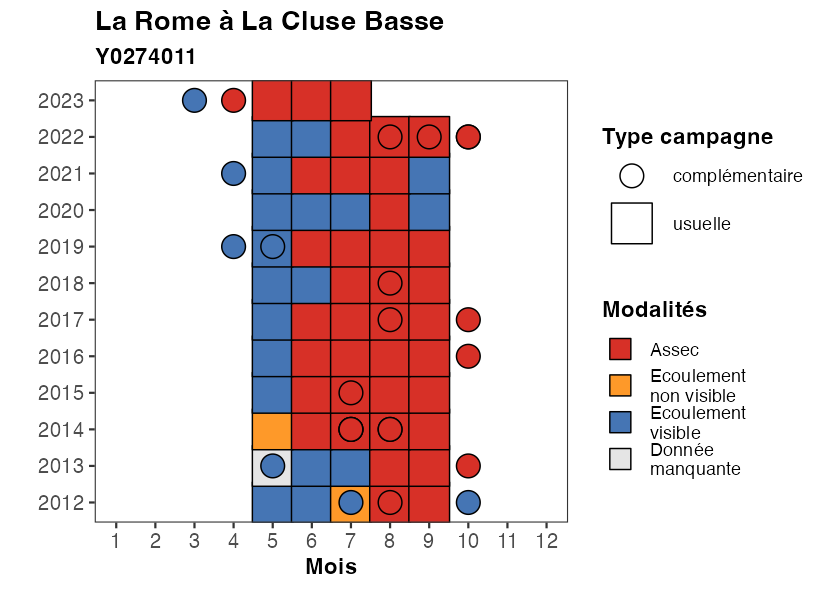 La Rome à La Cluse Basse
Y0274011
2023
2022
2021
2020
2019
2018
2017
2016
2015
2014
2013
2012
1 2 3 4 5 6 7 8 9 10 11 12
Mois
Type campagne
complémentaire
usuelle
Modalités
Assec
Ecoulement
non visible
Ecoulement
visible
Donnée
manquante